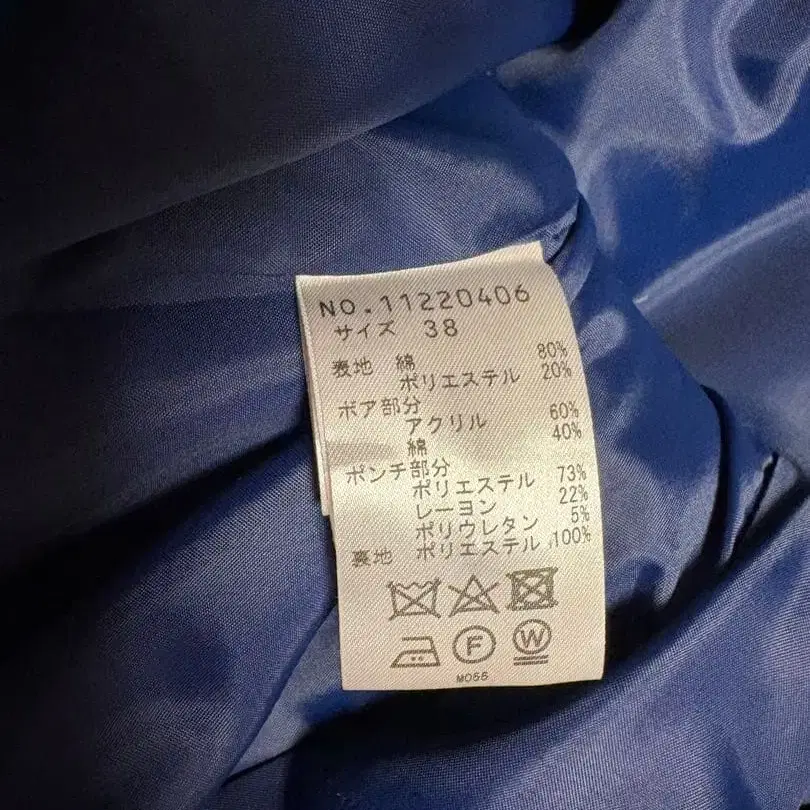 NO.11220406
サイズ 38
表地 綿 80%
ポリエステル 20%
ボア部分
アクリル 60%
綿 40%
ポンチ部分
ポリエステル 73%
レーヨン 22%
ポリウレタン 5%
裏地 ポリエステル 100%
F W
M055